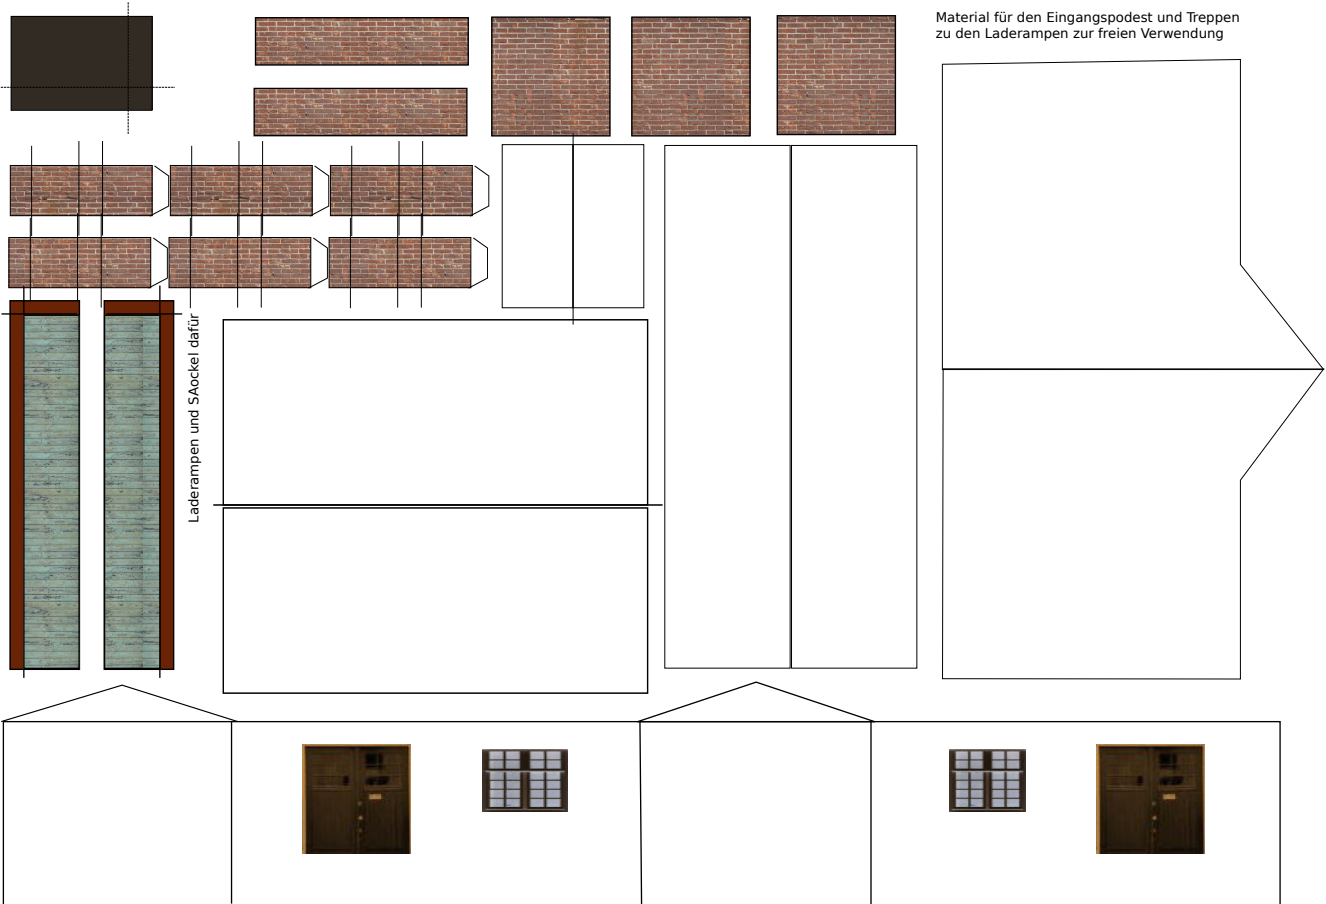 Material für den Eingangspodest und Treppen
zu den Laderampen zur freien Verwendung
Laderampen und SAockel dafür